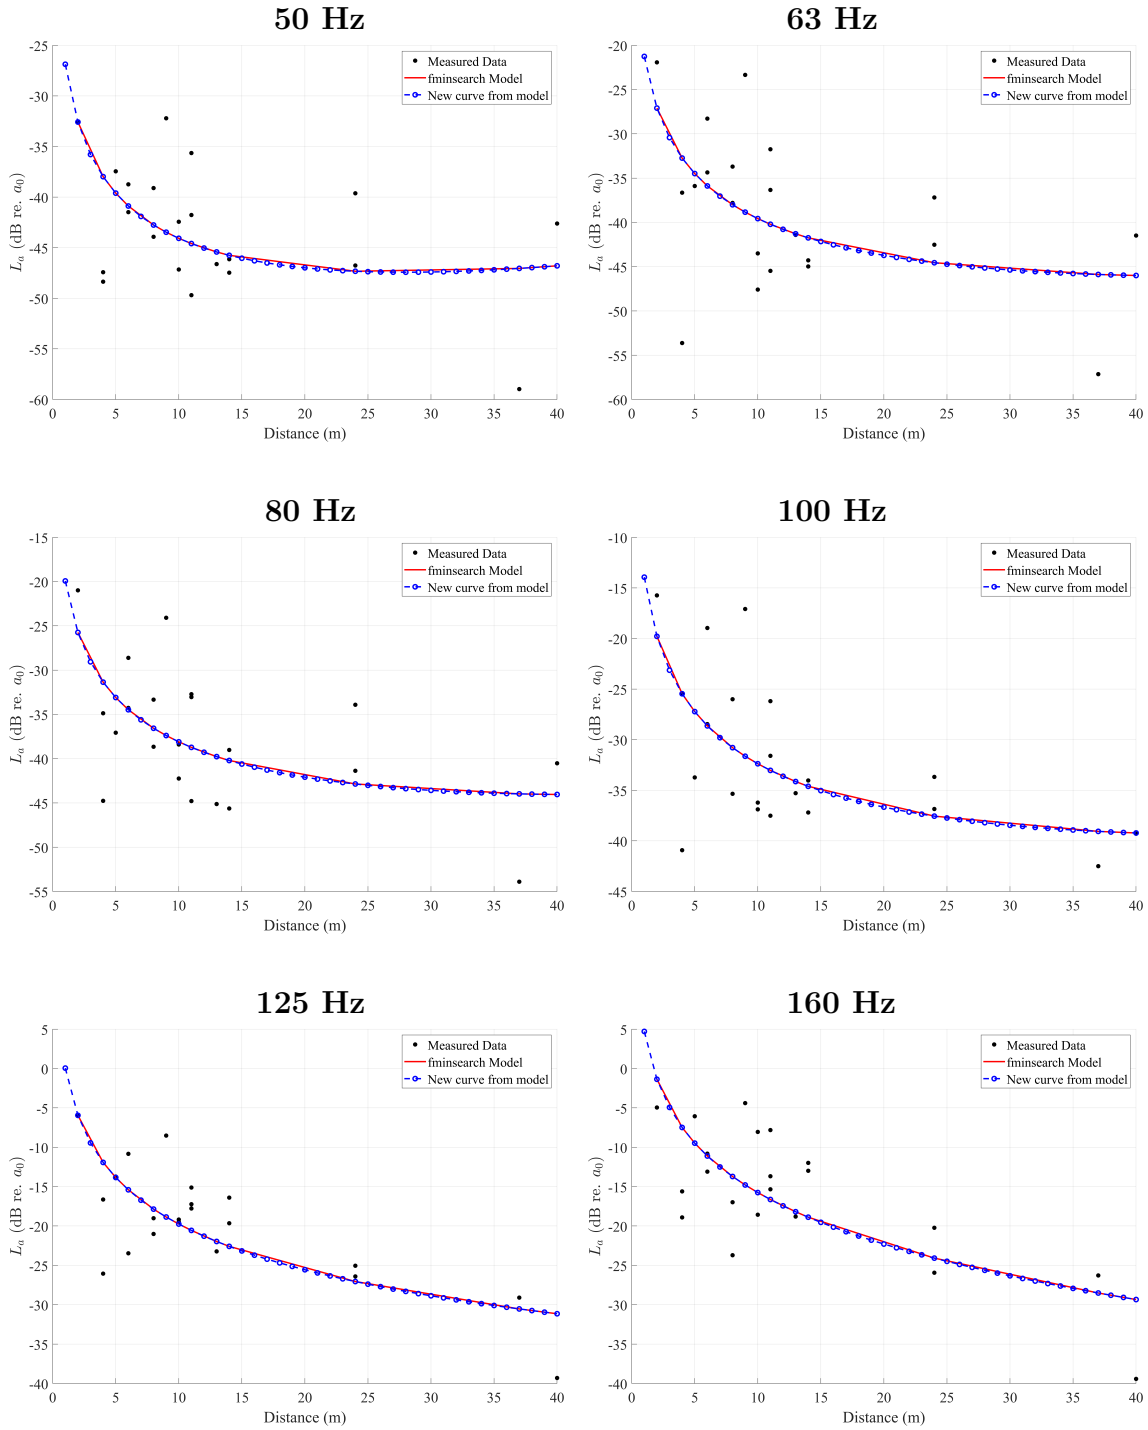 50 Hz
-25
-30
-35
-40
-45
-50
-55
-60
L_a (dB re. a_0)
Measured Data
fminsearch Model
New curve from model
0 5 10 15 20 25 30 35 40
Distance (m)
63 Hz
-20
-25
-30
-35
-40
-45
-50
-55
-60
L_a (dB re. a_0)
Measured Data
fminsearch Model
New curve from model
0 5 10 15 20 25 30 35 40
Distance (m)
80 Hz
-15
-20
-25
-30
-35
-40
-45
-50
-55
L_a (dB re. a_0)
Measured Data
fminsearch Model
New curve from model
0 5 10 15 20 25 30 35 40
Distance (m)
100 Hz
-10
-15
-20
-25
-30
-35
-40
-45
L_a (dB re. a_0)
Measured Data
fminsearch Model
New curve from model
0 5 10 15 20 25 30 35 40
Distance (m)
125 Hz
5
0
-5
-10
-15
-20
-25
-30
-35
-40
L_a (dB re. a_0)
Measured Data
fminsearch Model
New curve from model
0 5 10 15 20 25 30 35 40
Distance (m)
160 Hz
5
0
-5
-10
-15
-20
-25
-30
-35
-40
L_a (dB re. a_0)
Measured Data
fminsearch Model
New curve from model
0 5 10 15 20 25 30 35 40
Distance (m)